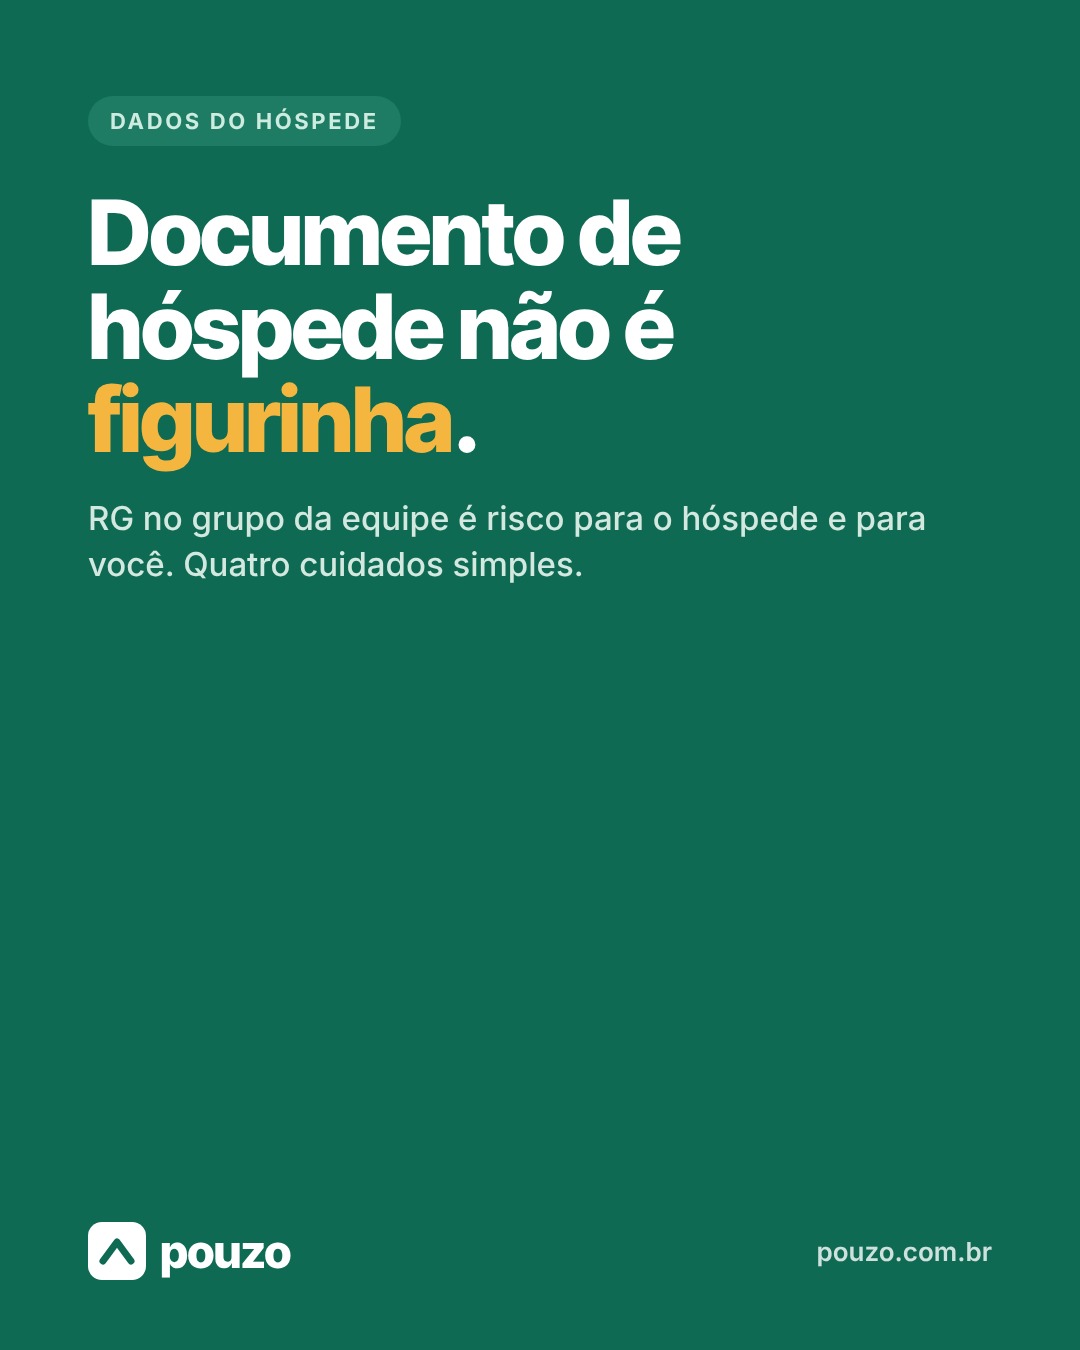 DADOS DO HÓSPEDE
Documento de
hóspede não é
figurinha.
RG no grupo da equipe é risco para o hóspede e para
você. Quatro cuidados simples.
pouzo
pouzo.com.br